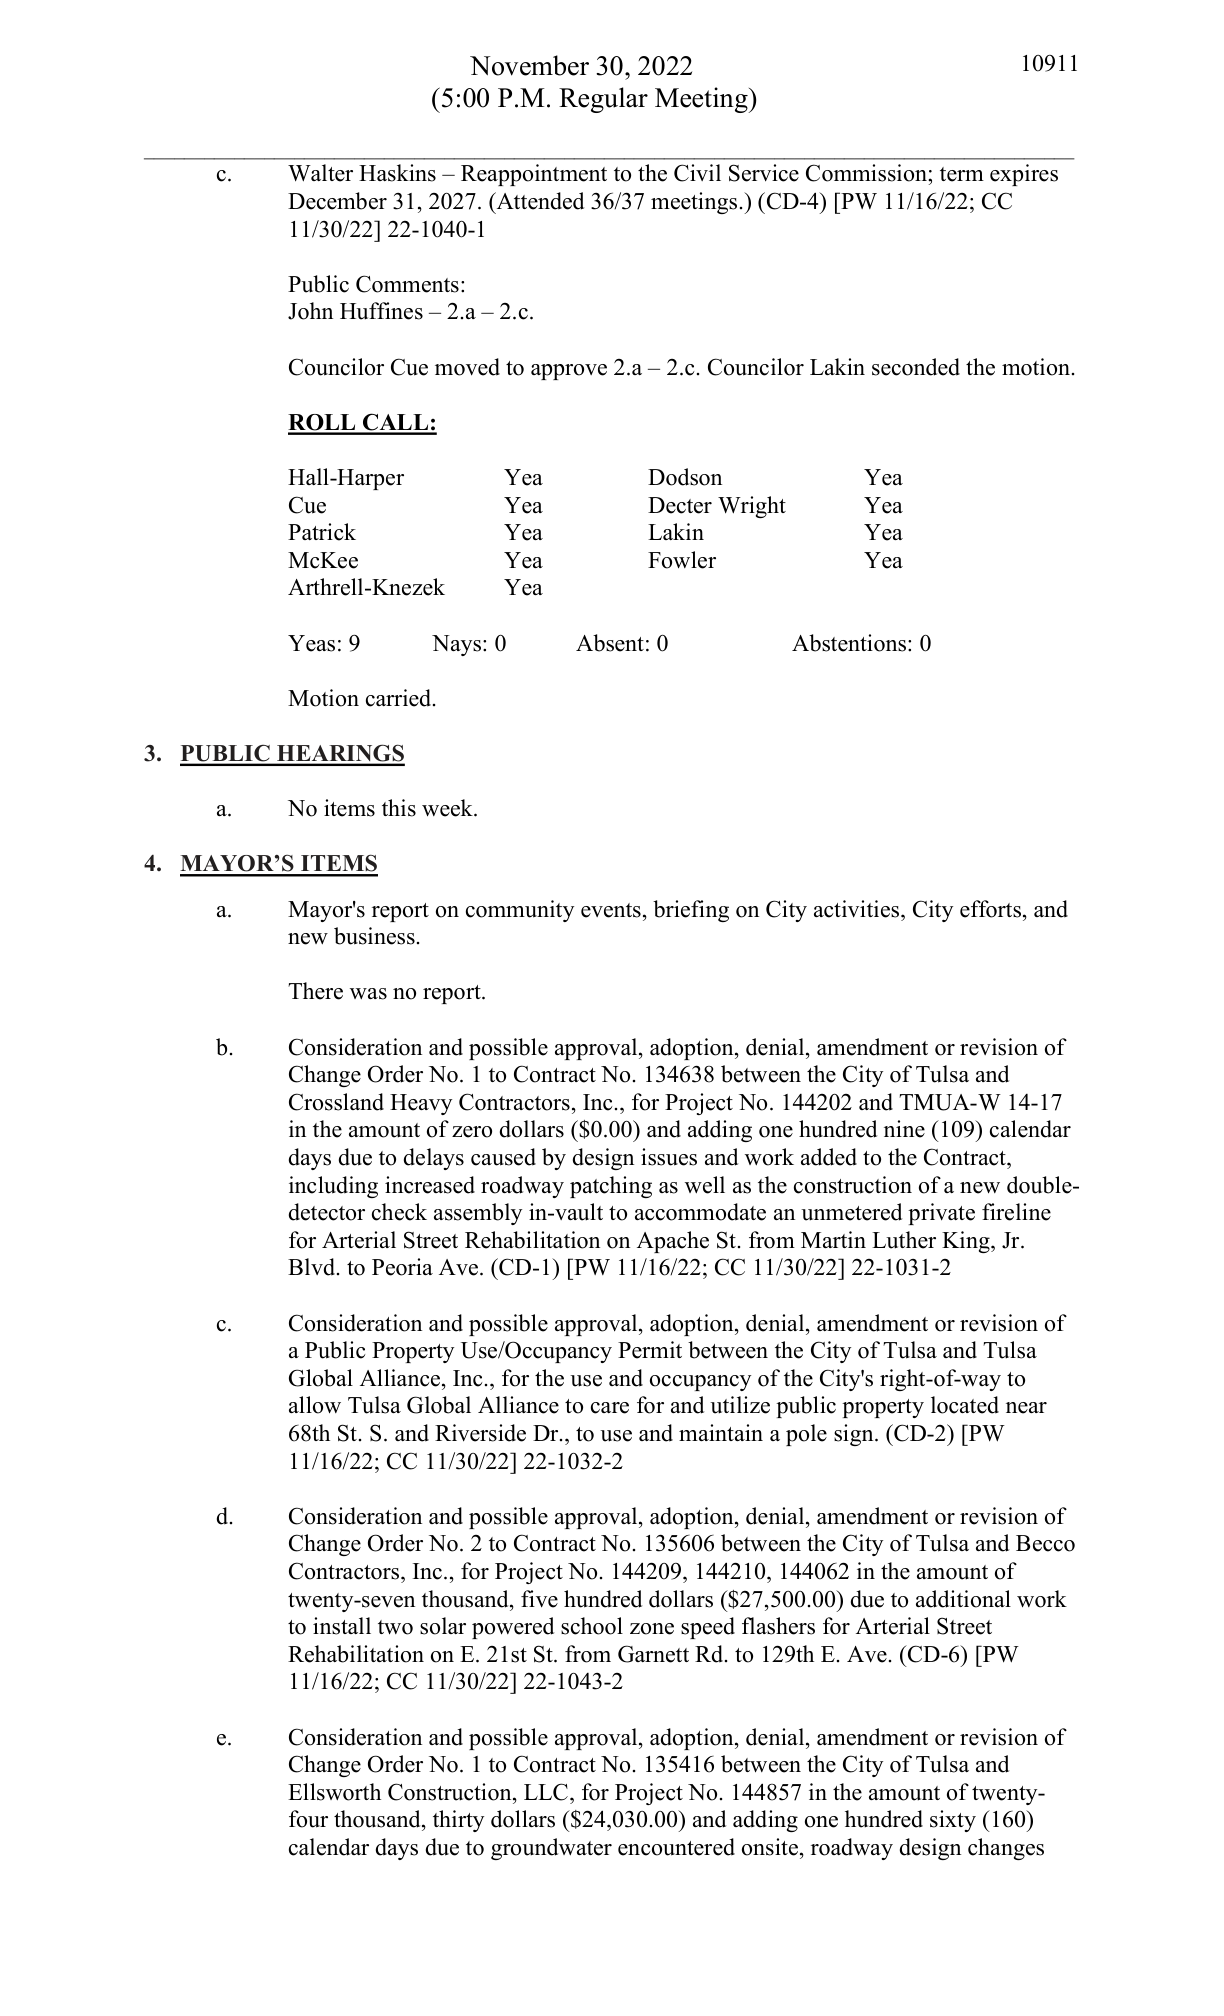 November 30, 2022
10911
(5:00 P.M. Regular Meeting)
c. Walter Haskins – Reappointment to the Civil Service Commission; term expires
December 31, 2027. (Attended 36/37 meetings.) (CD-4) [PW 11/16/22; CC
11/30/22] 22-1040-1
Public Comments:
John Huffines – 2.a – 2.c.
Councilor Cue moved to approve 2.a – 2.c. Councilor Lakin seconded the motion.
ROLL CALL:
Hall-Harper Yea Dodson Yea
Cue Yea Decter Wright Yea
Patrick Yea Lakin Yea
McKee Yea Fowler Yea
Arthrell-Knezek Yea
Yeas: 9 Nays: 0 Absent: 0 Abstentions: 0
Motion carried.
3. PUBLIC HEARINGS
a. No items this week.
4. MAYOR’S ITEMS
a. Mayor's report on community events, briefing on City activities, City efforts, and
new business.
There was no report.
b. Consideration and possible approval, adoption, denial, amendment or revision of
Change Order No. 1 to Contract No. 134638 between the City of Tulsa and
Crossland Heavy Contractors, Inc., for Project No. 144202 and TMUA-W 14-17
in the amount of zero dollars ($0.00) and adding one hundred nine (109) calendar
days due to delays caused by design issues and work added to the Contract,
including increased roadway patching as well as the construction of a new double-
detector check assembly in-vault to accommodate an unmetered private fireline
for Arterial Street Rehabilitation on Apache St. from Martin Luther King, Jr.
Blvd. to Peoria Ave. (CD-1) [PW 11/16/22; CC 11/30/22] 22-1031-2
c. Consideration and possible approval, adoption, denial, amendment or revision of
a Public Property Use/Occupancy Permit between the City of Tulsa and Tulsa
Global Alliance, Inc., for the use and occupancy of the City's right-of-way to
allow Tulsa Global Alliance to care for and utilize public property located near
68th St. S. and Riverside Dr., to use and maintain a pole sign. (CD-2) [PW
11/16/22; CC 11/30/22] 22-1032-2
d. Consideration and possible approval, adoption, denial, amendment or revision of
Change Order No. 2 to Contract No. 135606 between the City of Tulsa and Becco
Contractors, Inc., for Project No. 144209, 144210, 144062 in the amount of
twenty-seven thousand, five hundred dollars ($27,500.00) due to additional work
to install two solar powered school zone speed flashers for Arterial Street
Rehabilitation on E. 21st St. from Garnett Rd. to 129th E. Ave. (CD-6) [PW
11/16/22; CC 11/30/22] 22-1043-2
e. Consideration and possible approval, adoption, denial, amendment or revision of
Change Order No. 1 to Contract No. 135416 between the City of Tulsa and
Ellsworth Construction, LLC, for Project No. 144857 in the amount of twenty-
four thousand, thirty dollars ($24,030.00) and adding one hundred sixty (160)
calendar days due to groundwater encountered onsite, roadway design changes